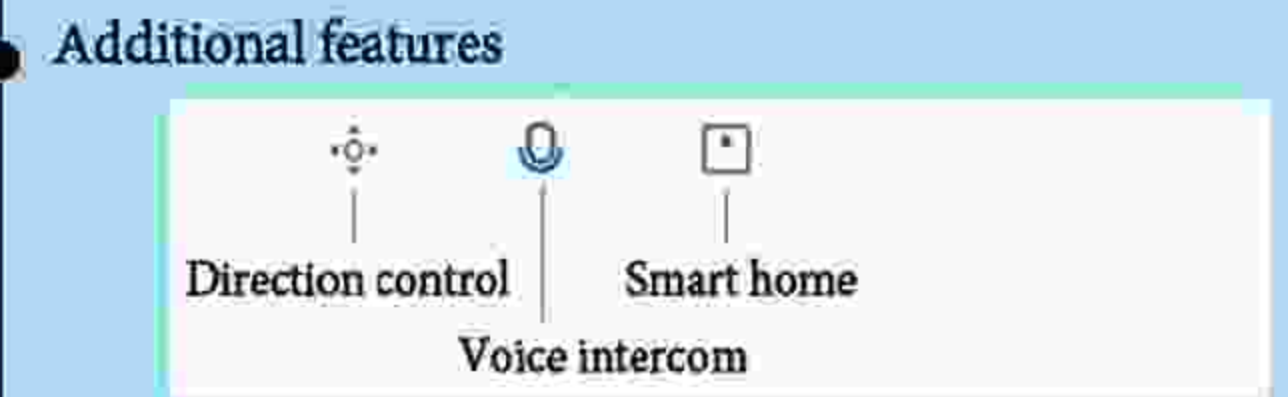 Additional features
Direction control
Smart home
Voice intercom